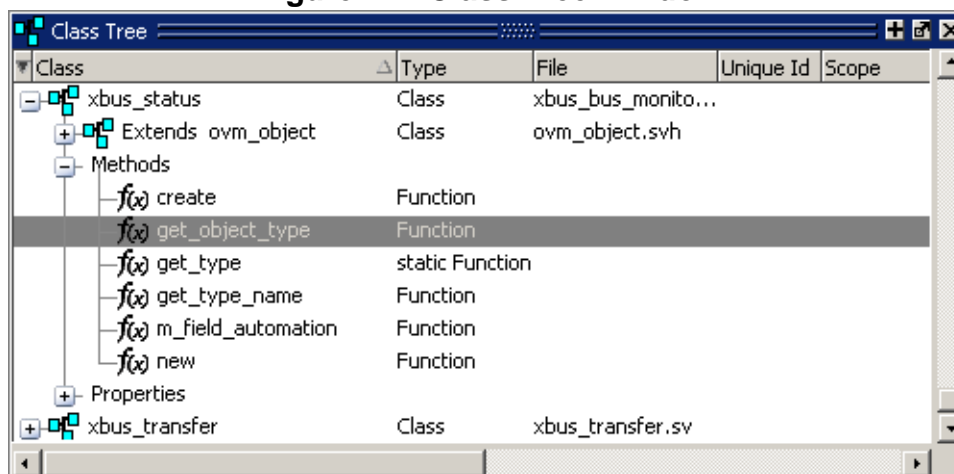 Class Tree
Class Type File Unique Id Scope
xbus_status Class xbus_bus_monito...
Extends ovm_object Class ovm_object.svh
Methods
f(x) create Function
f(x) get_object_type Function
f(x) get_type static Function
f(x) get_type_name Function
f(x) m_field_automation Function
f(x) new Function
Properties
xbus_transfer Class xbus_transfer.sv